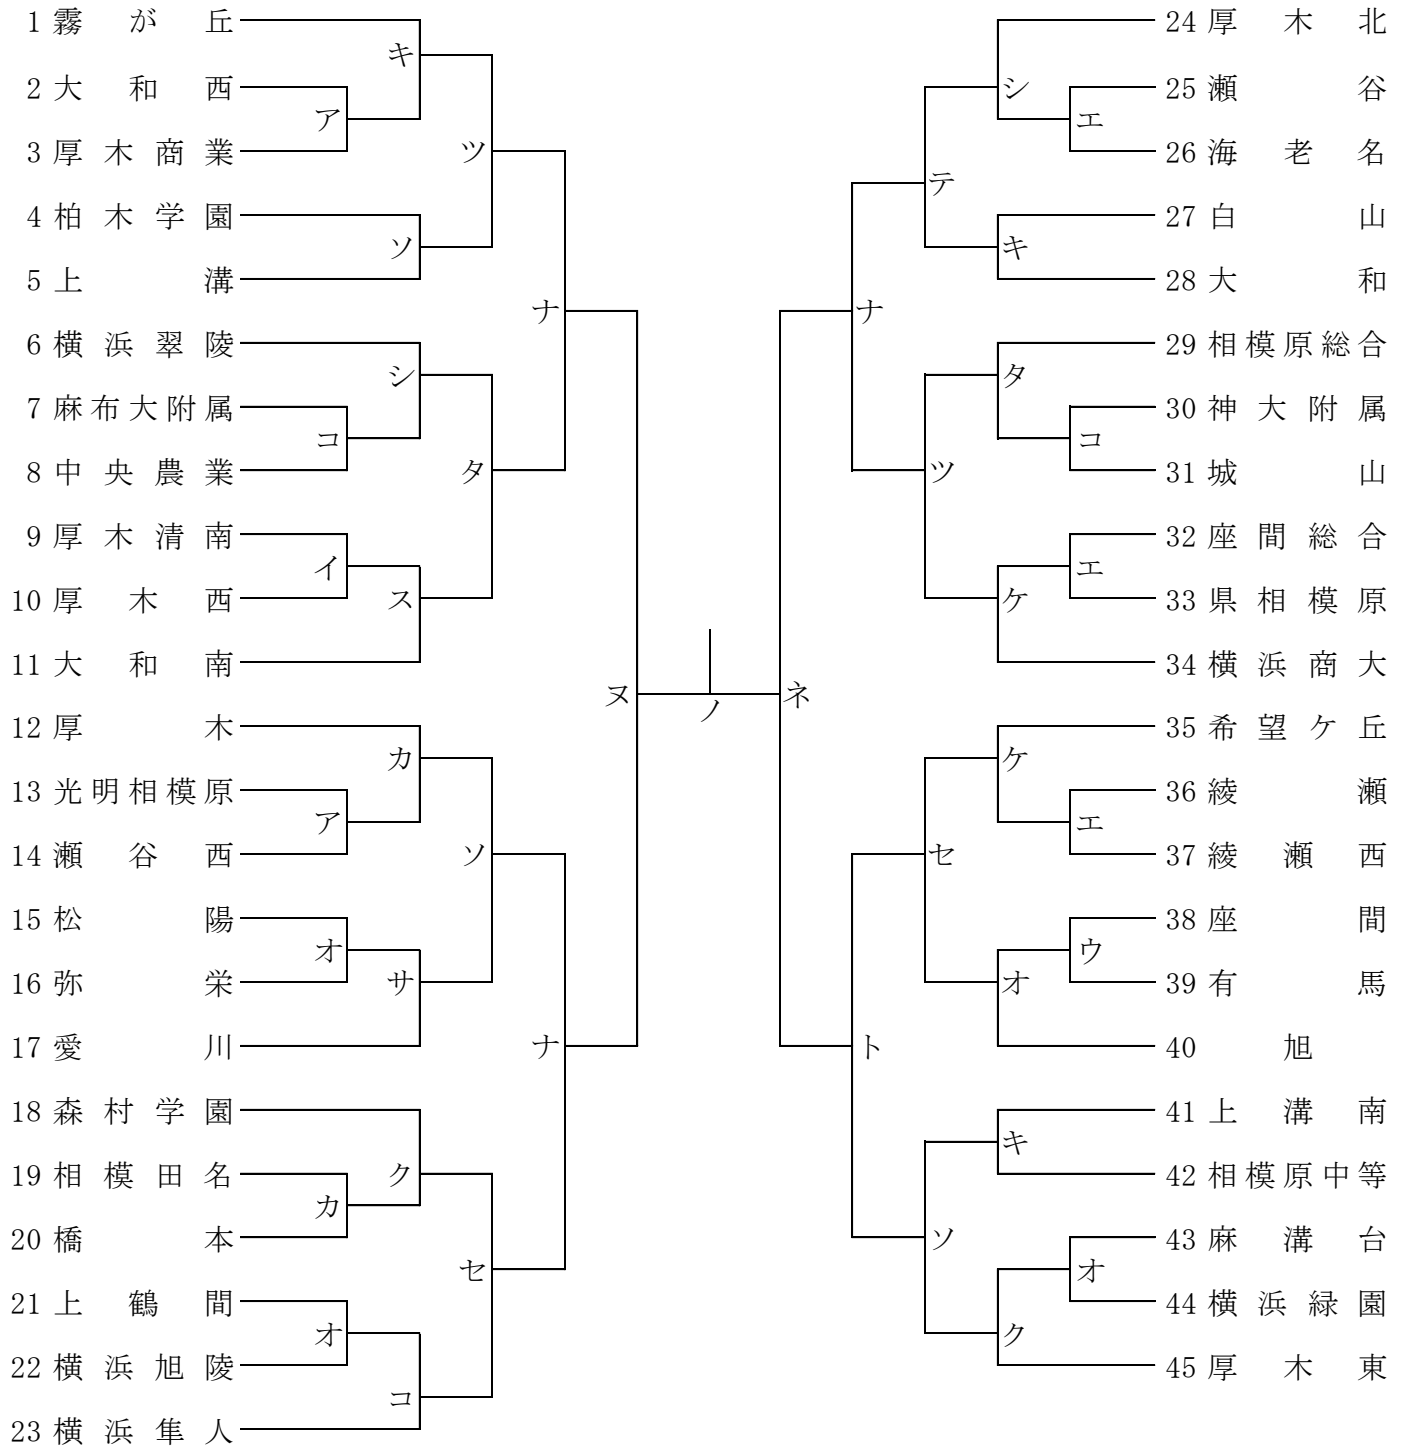 1 霧が丘
2 大和西
3 厚木商業
4 柏木学園
5 上溝
6 横浜翠陵
7 麻布大附属
8 中央農業
9 厚木清南
10 厚木西
11 大和南
12 厚木
13 光明相模原
14 瀬谷西
15 松陽
16 弥栄
17 愛川
18 森村学園
19 相模田名
20 橋本
21 上鶴間
22 横浜旭陵
23 横浜隼人
キ
ア
ツ
ソ
ナ
シ
コ
タ
イ
ス
ヌ
カ
ア
ソ
オ
サ
ナ
ク
カ
セ
オ
コ
ノ
ネ
シ
エ
テ
キ
ナ
タ
コ
ツ
エ
ケ
ケ
エ
セ
ウ
オ
ト
キ
ソ
オ
ク
24 厚木北
25 瀬谷
26 海老名
27 白山
28 大和
29 相模原総合
30 神大附属
31 城山
32 座間総合
33 県相模原
34 横浜商大
35 希望ケ丘
36 綾瀬
37 綾瀬西
38 座間
39 有馬
40 旭
41 上溝南
42 相模原中等
43 麻溝台
44 横浜緑園
45 厚木東